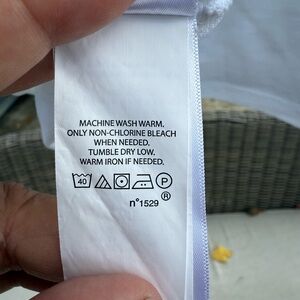 MACHINE WASH WARM.
ONLY NON-CHLORINE BLEACH
WHEN NEEDED.
TUMBLE DRY LOW.
WARM IRON IF NEEDED.
40 P
®
n°1529